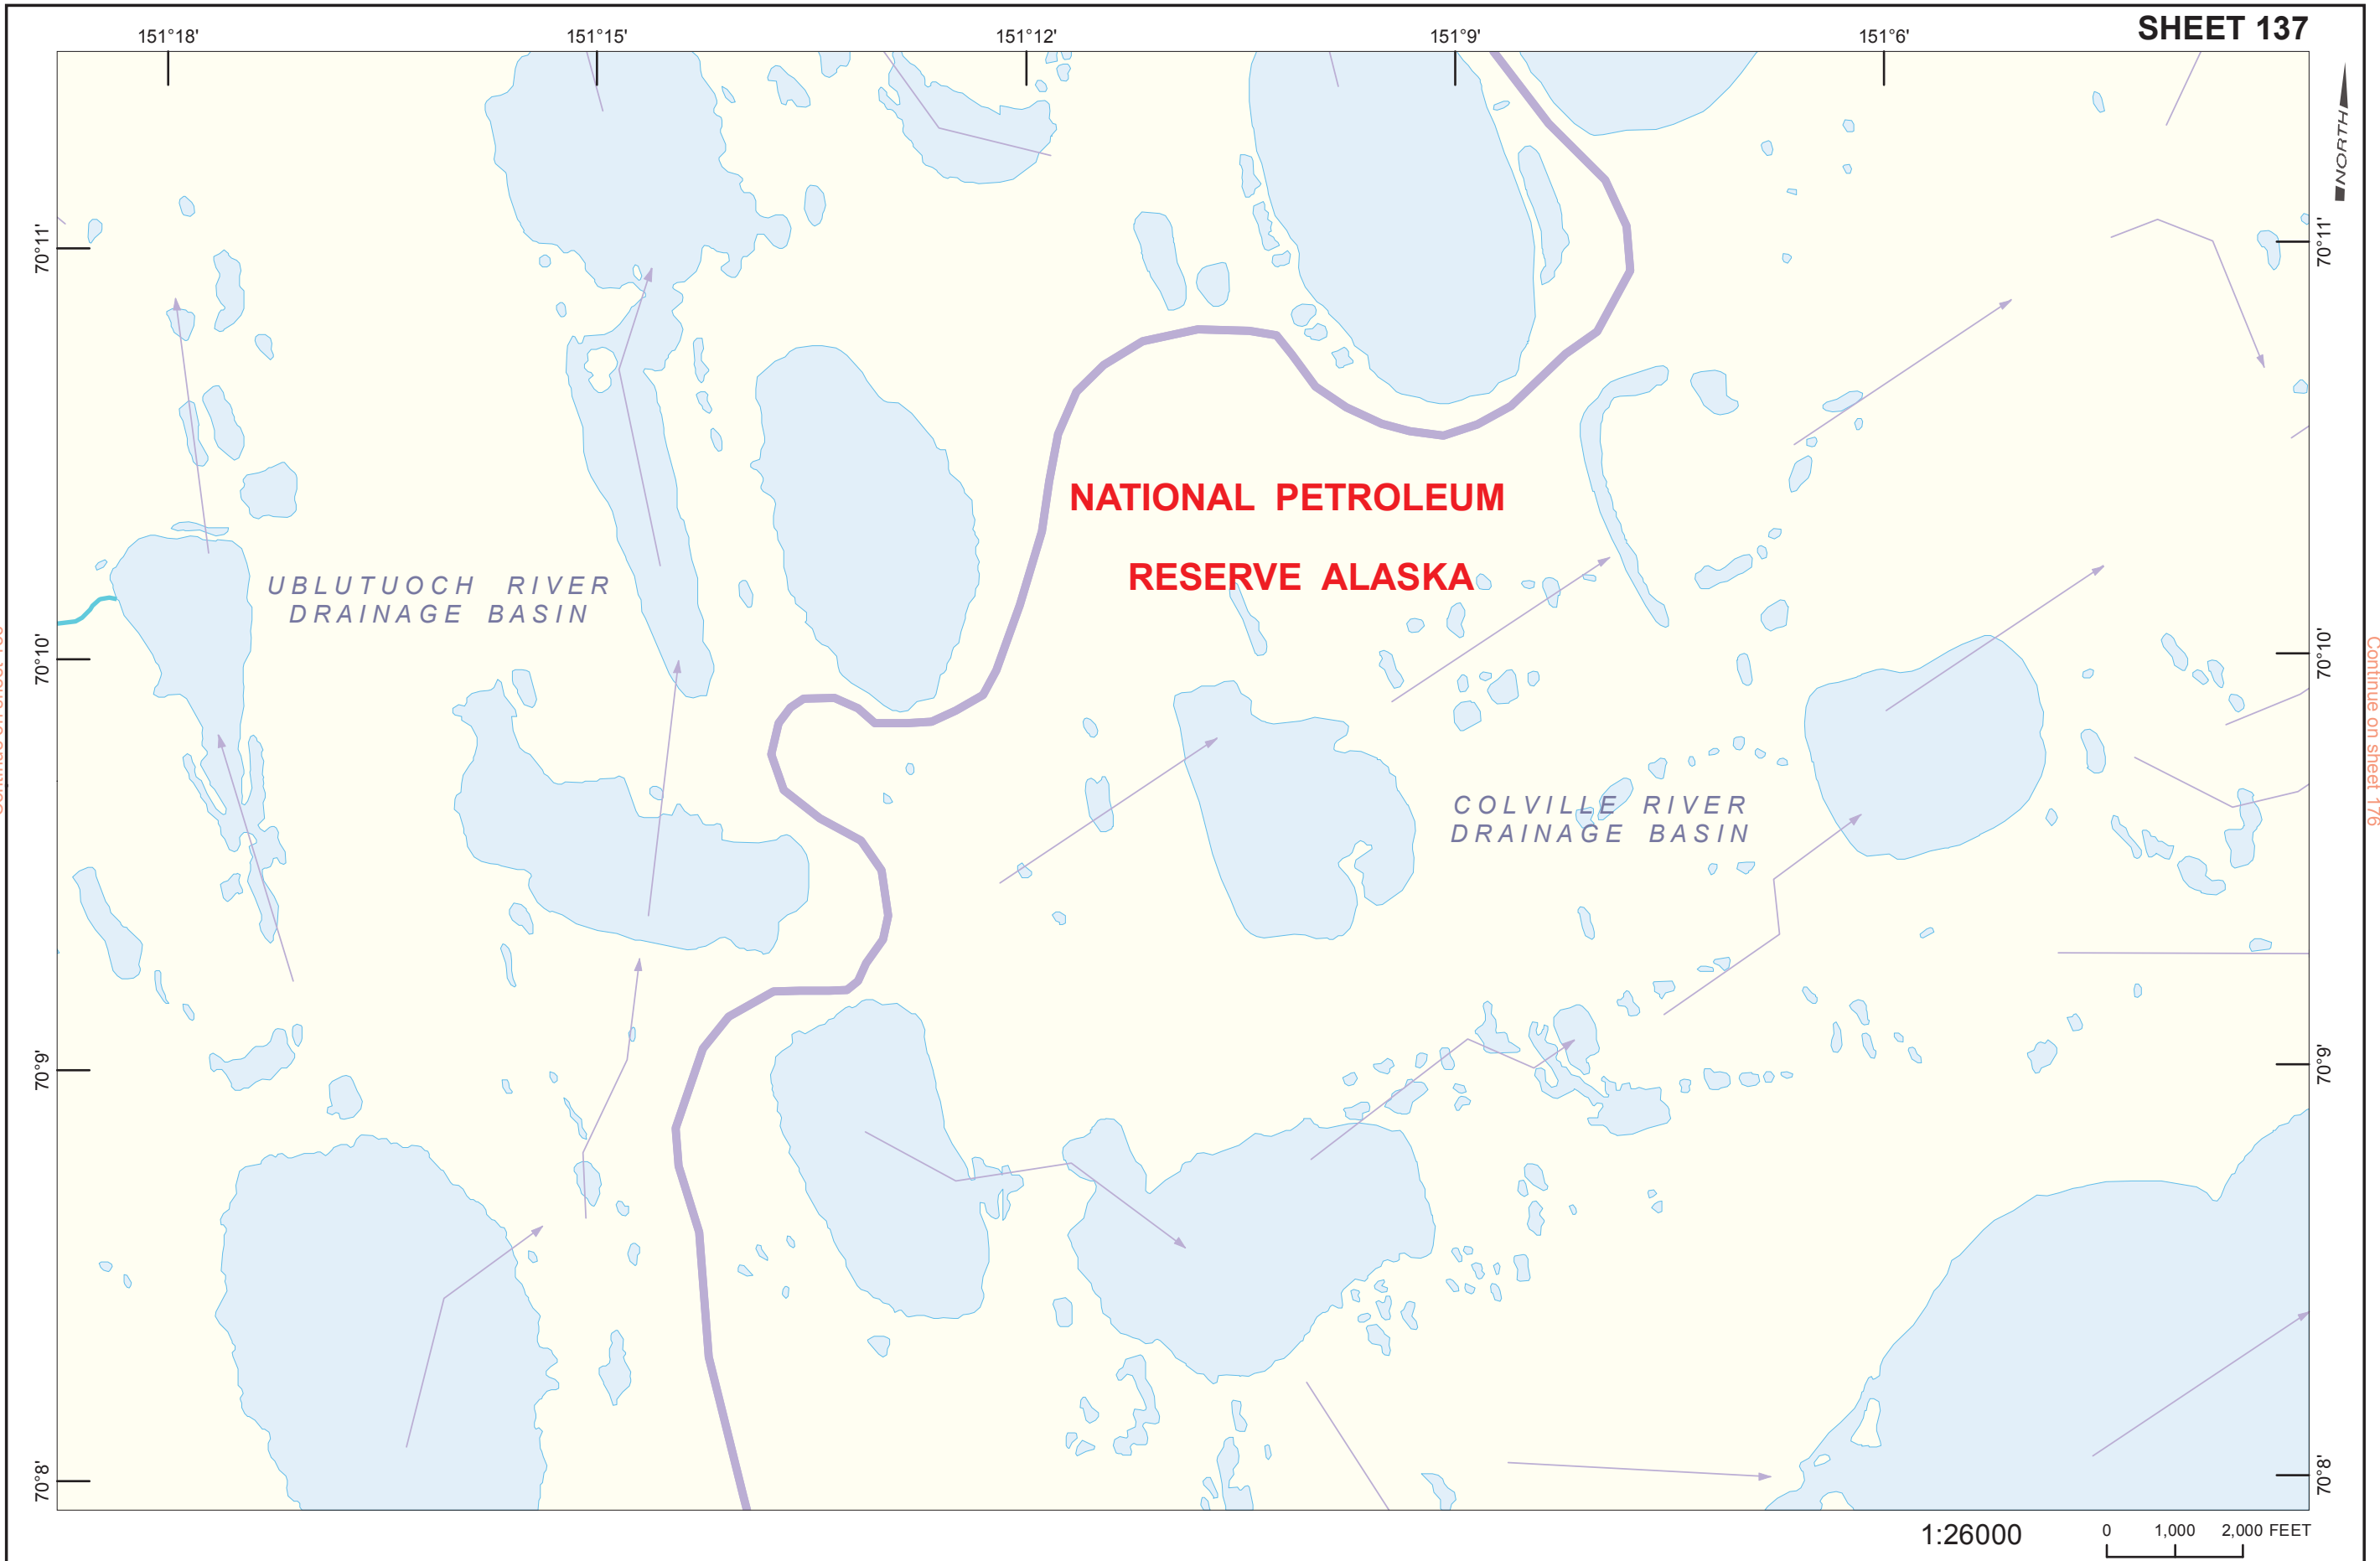 SHEET 137
151°18'
151°15'
151°12'
151°9'
151°6'
NORTH
70°11'
70°11'
NATIONAL PETROLEUM
RESERVE ALASKA
UBLUTUOCH RIVER
DRAINAGE BASIN
70°10'
70°10'
Continue on sheet 176
COLVILLE RIVER
DRAINAGE BASIN
70°9'
70°9'
70°8'
70°8'
1:26000
0 1,000 2,000 FEET